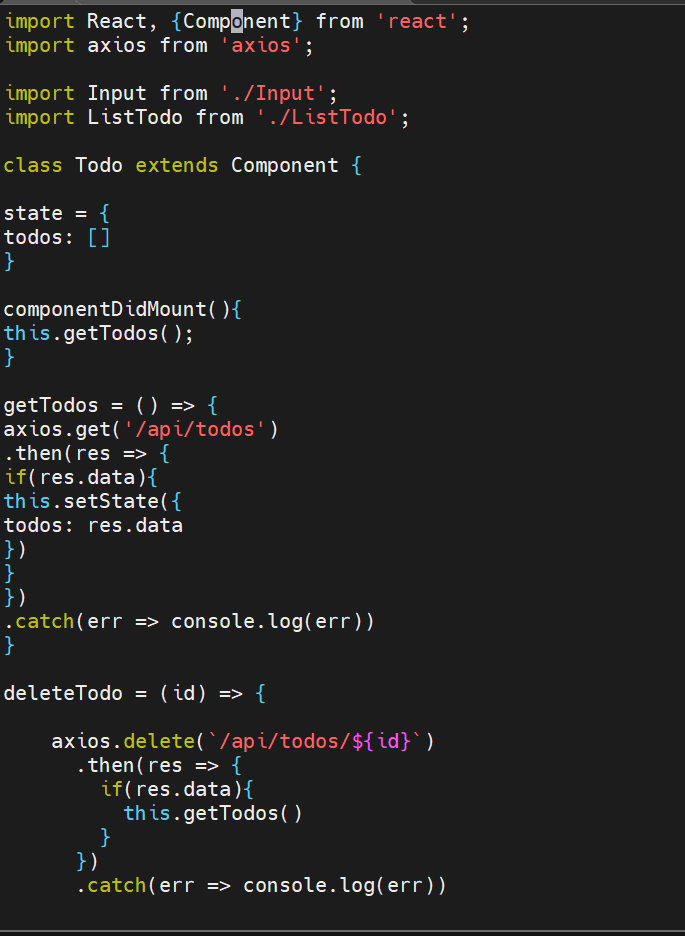 import React, {Component} from 'react';
import axios from 'axios';

import Input from './Input';
import ListTodo from './ListTodo';

class Todo extends Component {

state = {
todos: []
}

componentDidMount(){
this.getTodos();
}

getTodos = () => {
axios.get('/api/todos')
.then(res => {
if(res.data){
this.setState({
todos: res.data
})
}
})
.catch(err => console.log(err))
}

deleteTodo = (id) => {

    axios.delete(`/api/todos/${id}`)
      .then(res => {
        if(res.data){
          this.getTodos()
        }
      })
      .catch(err => console.log(err))